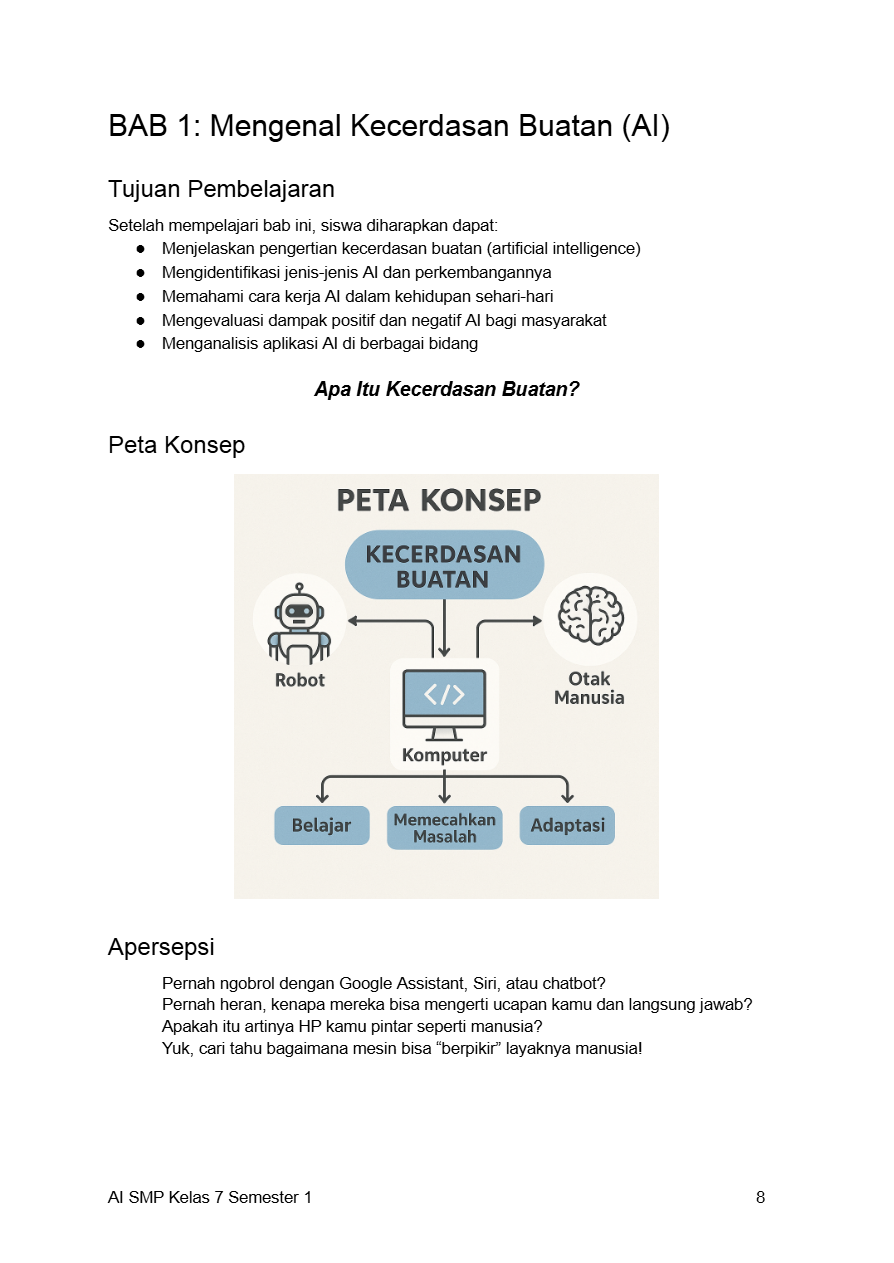 BAB 1: Mengenal Kecerdasan Buatan (AI)
Tujuan Pembelajaran
Setelah mempelajari bab ini, siswa diharapkan dapat:
● Menjelaskan pengertian kecerdasan buatan (artificial intelligence)
● Mengidentifikasi jenis-jenis AI dan perkembangannya
● Memahami cara kerja AI dalam kehidupan sehari-hari
● Mengevaluasi dampak positif dan negatif AI bagi masyarakat
● Menganalisis aplikasi AI di berbagai bidang
Apa Itu Kecerdasan Buatan?
Peta Konsep
PETA KONSEP
KECERDASAN
BUATAN
Robot
Otak
Manusia
</>
Komputer
Belajar
Memecahkan
Masalah
Adaptasi
Apersepsi
Pernah ngobrol dengan Google Assistant, Siri, atau chatbot?
Pernah heran, kenapa mereka bisa mengerti ucapan kamu dan langsung jawab?
Apakah itu artinya HP kamu pintar seperti manusia?
Yuk, cari tahu bagaimana mesin bisa “berpikir” layaknya manusia!
AI SMP Kelas 7 Semester 1 8